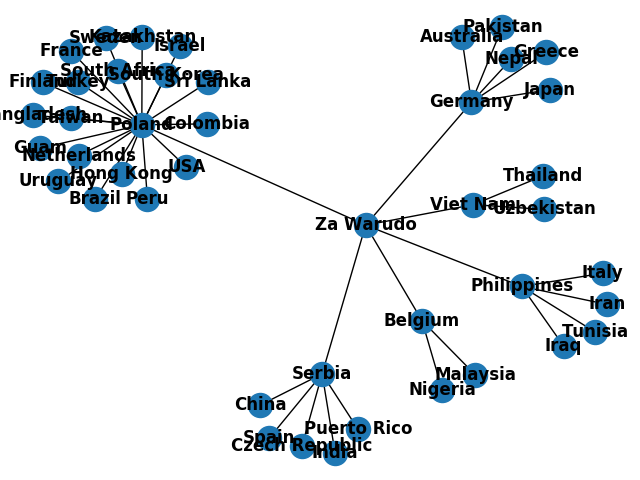 Pakistan
Australia
Sweden
Kazakhstan
Israel
France
Nepal
Greece
South Africa
South Korea
Finland
Turkey
Sri Lanka
Japan
Germany
Taiwan
Poland
Colombia
Guam
Netherlands
USA
Hong Kong
Thailand
Uruguay
Brazil
Peru
Viet Nam
Uzbekistan
Za Warudo
Italy
Philippines
Iran
Belgium
Tunisia
Iraq
Serbia
Malaysia
Nigeria
China
Puerto Rico
Spain
Czech Republic
India